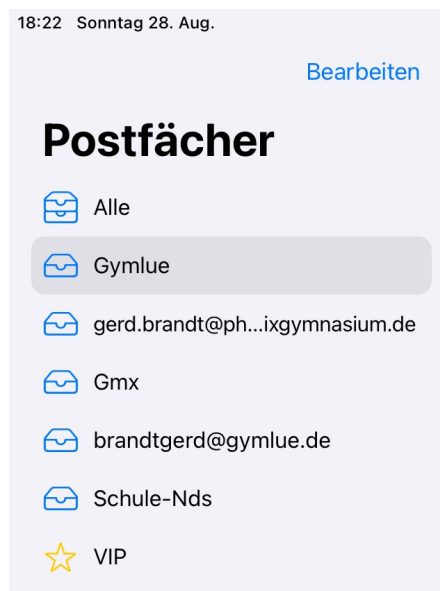 18:22 Sonntag 28. Aug.
Bearbeiten
Postfächer
Alle
Gymlue
gerd.brandt@ph...ixgymnasium.de
Gmx
brandtgerd@gymlue.de
Schule-Nds
VIP